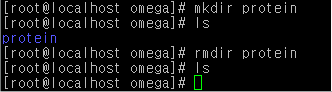 [root@localhost omega]# mkdir protein
[root@localhost omega]# ls
protein
[root@localhost omega]# rmdir protein
[root@localhost omega]# ls
[root@localhost omega]#